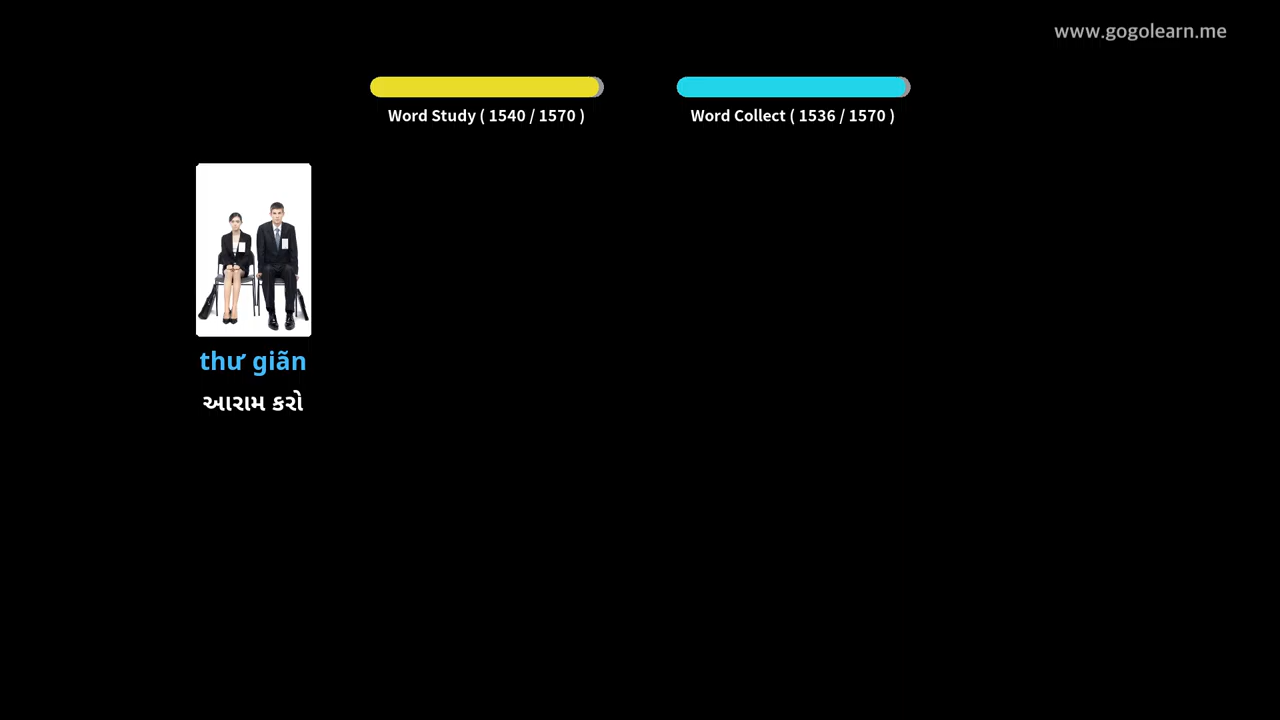 www.gogolearn.me
Word Study ( 1540 / 1570 )
Word Collect ( 1536 / 1570 )
thư giãn
આરામ કરો